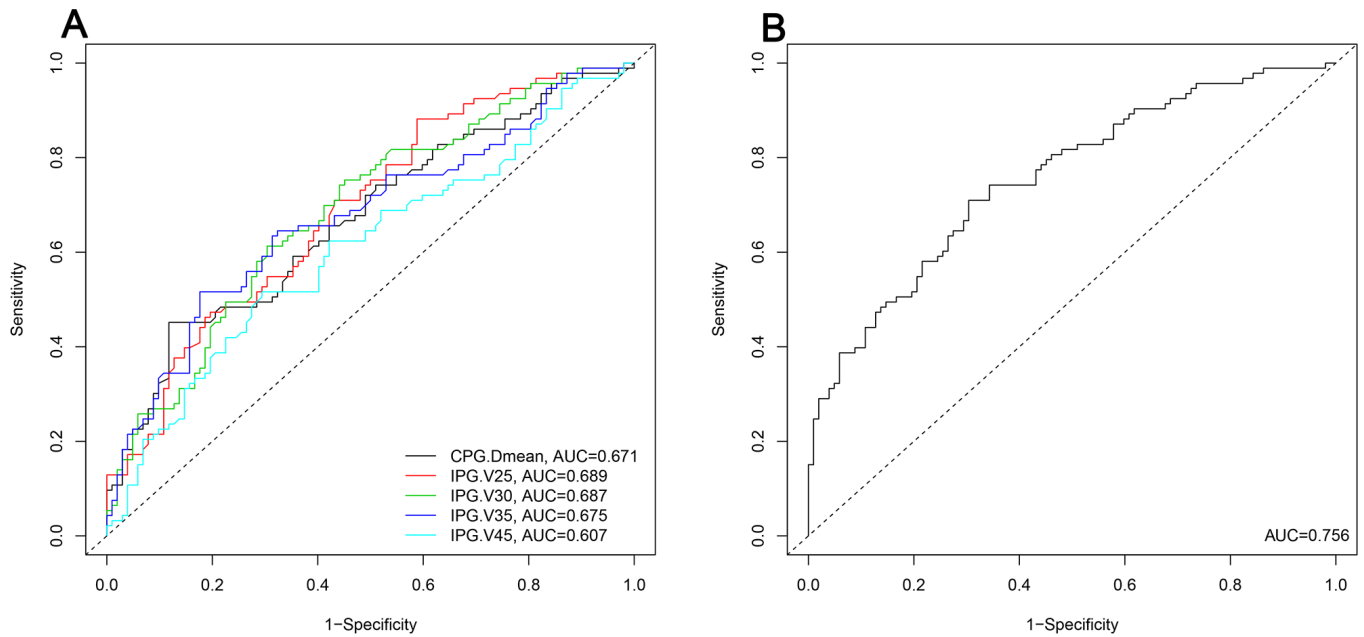 A
1.0
0.8
0.6
0.4
0.2
0.0
Sensitivity
CPG.Dmean, AUC=0.671
IPG.V25, AUC=0.689
IPG.V30, AUC=0.687
IPG.V35, AUC=0.675
IPG.V45, AUC=0.607
0.0 0.2 0.4 0.6 0.8 1.0
1−Specificity
B
1.0
0.8
0.6
0.4
0.2
0.0
Sensitivity
AUC=0.756
0.0 0.2 0.4 0.6 0.8 1.0
1−Specificity